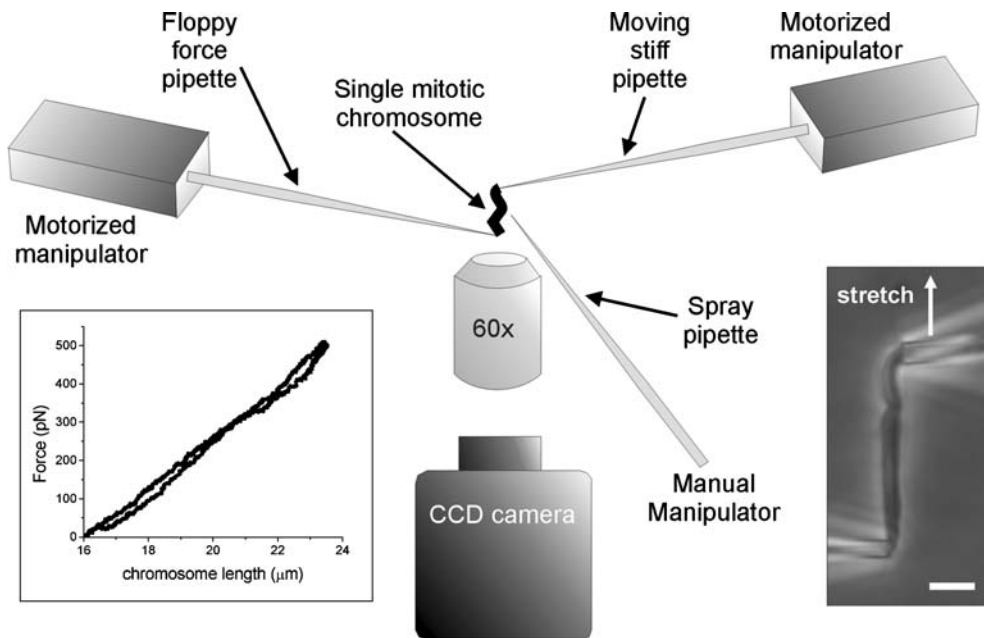 Floppy
force
pipette
Single mitotic
chromosome
Moving
stiff
pipette
Motorized
manipulator
Motorized
manipulator
60x
Spray
pipette
stretch
CCD camera
Manual
Manipulator
Force (pN)
500
400
300
200
100
0
16 18 20 22 24
chromosome length (μm)